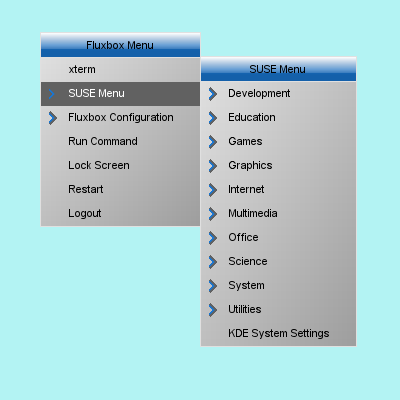 Fluxbox Menu
xterm
SUSE Menu
Fluxbox Configuration
Run Command
Lock Screen
Restart
Logout
SUSE Menu
Development
Education
Games
Graphics
Internet
Multimedia
Office
Science
System
Utilities
KDE System Settings